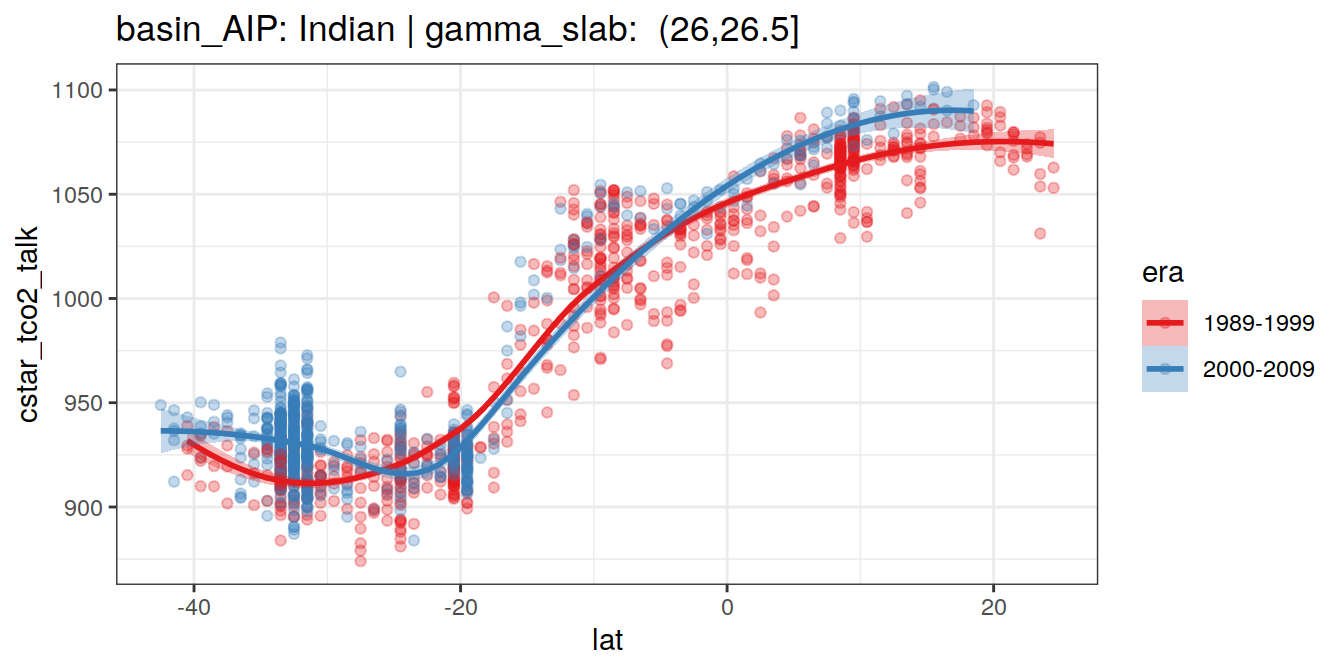 basin_AIP: Indian | gamma_slab:  (26,26.5]
cstar_tco2_talk
1100
1050
1000
950
900
-40
-20
0
20
lat
era
1989-1999
2000-2009